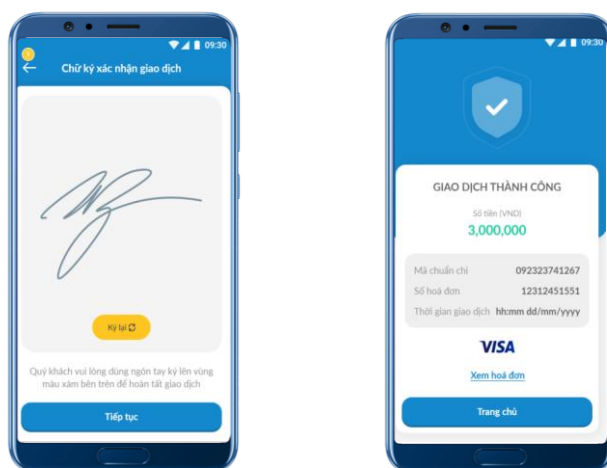 09:30
Chữ ký xác nhận giao dịch
Ký lại
Quý khách vui lòng dùng ngón tay ký lên vùng
màu xám bên trên để hoàn tất giao dịch
Tiếp tục
09:30
GIAO DỊCH THÀNH CÔNG
Số tiền (VND)
3,000,000
Mã chuẩn chi 092323741267
Số hoá đơn 12312451551
Thời gian giao dịch hh:mm dd/mm/yyyy
VISA
Xem hoá đơn
Trang chủ